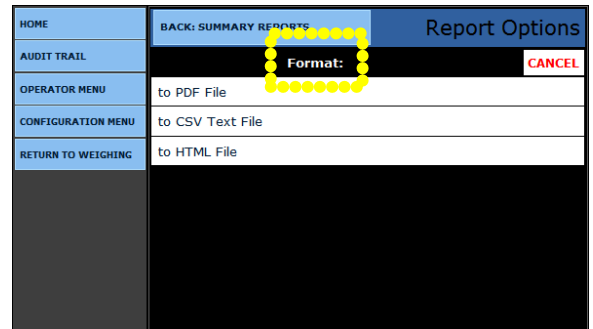 HOME
BACK: SUMMARY REPORTS
Report Options
AUDIT TRAIL
Format:
CANCEL
OPERATOR MENU
to PDF File
CONFIGURATION MENU
to CSV Text File
RETURN TO WEIGHING
to HTML File